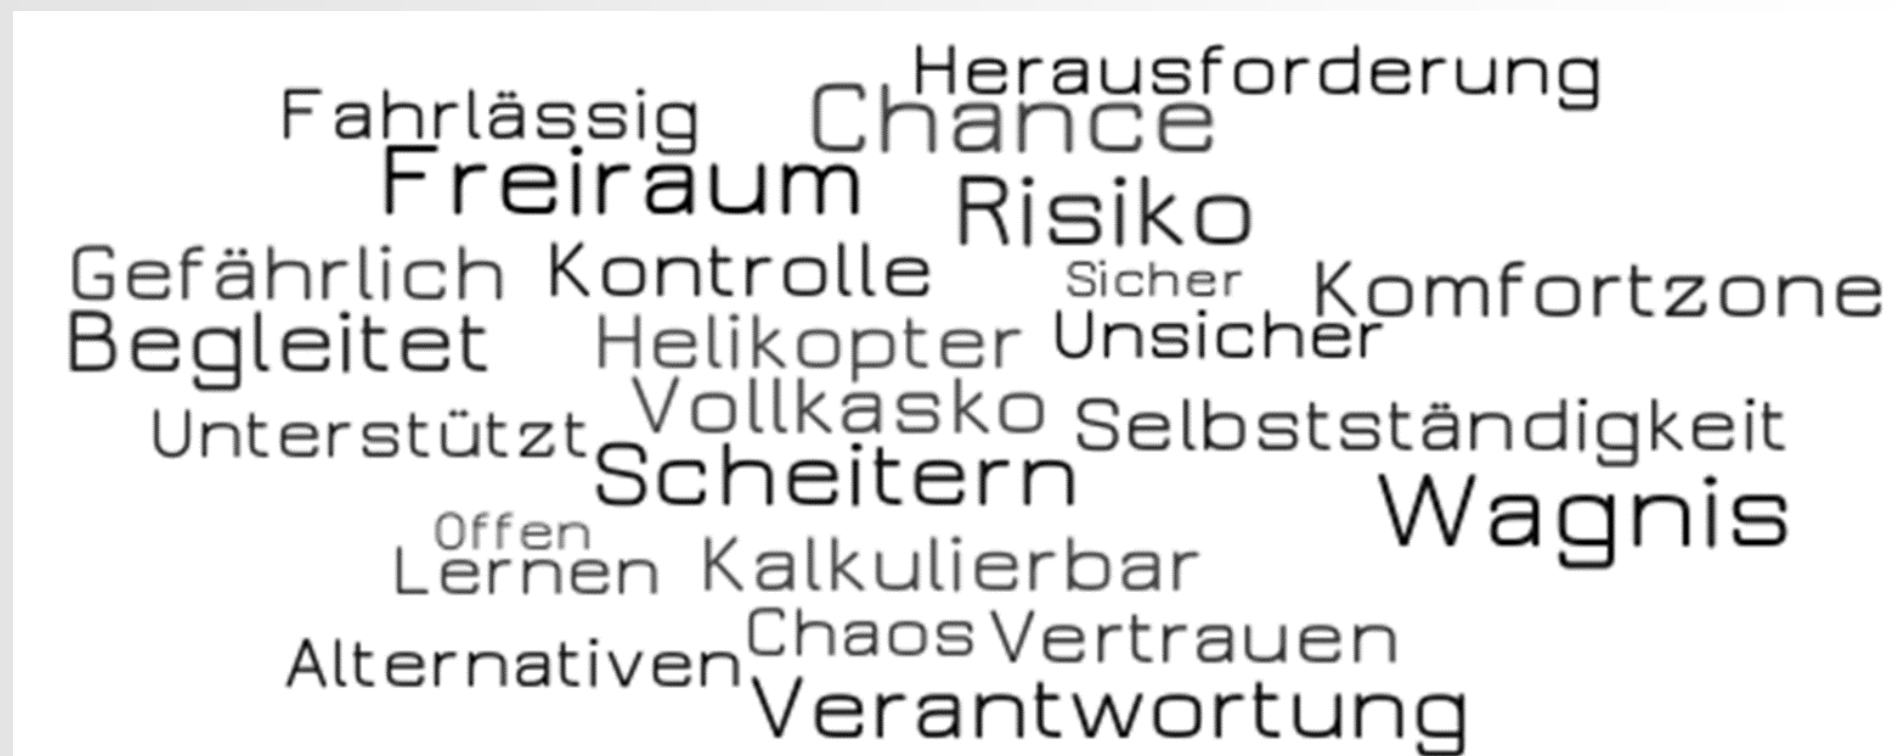 Herausforderung
Fahrlässig Chance
Freiraum Risiko
Gefährlich Kontrolle Sicher Komfortzone
Begleitet Helikopter Unsicher
Vollkasko
Unterstützt Selbstständigkeit
Scheitern
Wagnis
Offen
Lernen Kalkulierbar
Chaos Vertrauen
Alternativen
Verantwortung